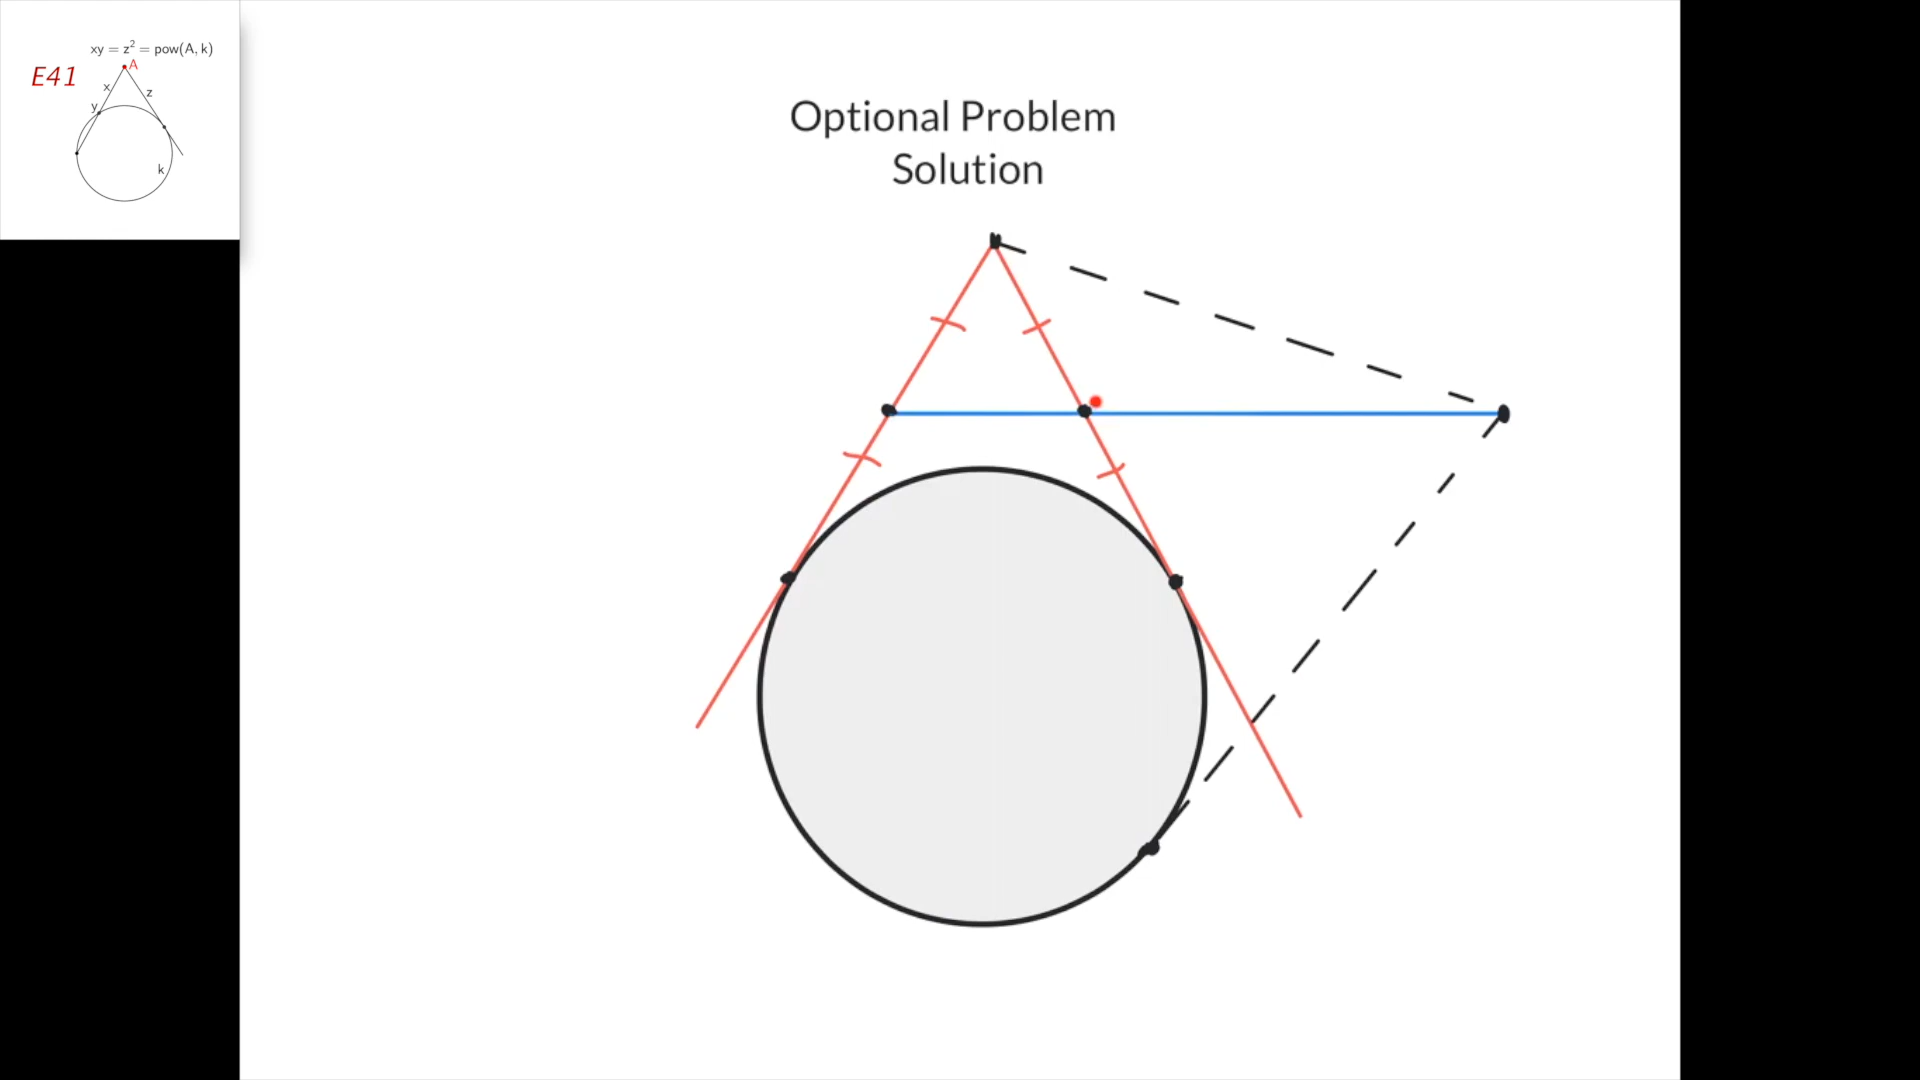 xy = z² = pow(A, k)
E41
A
x
z
y
k
Optional Problem
Solution